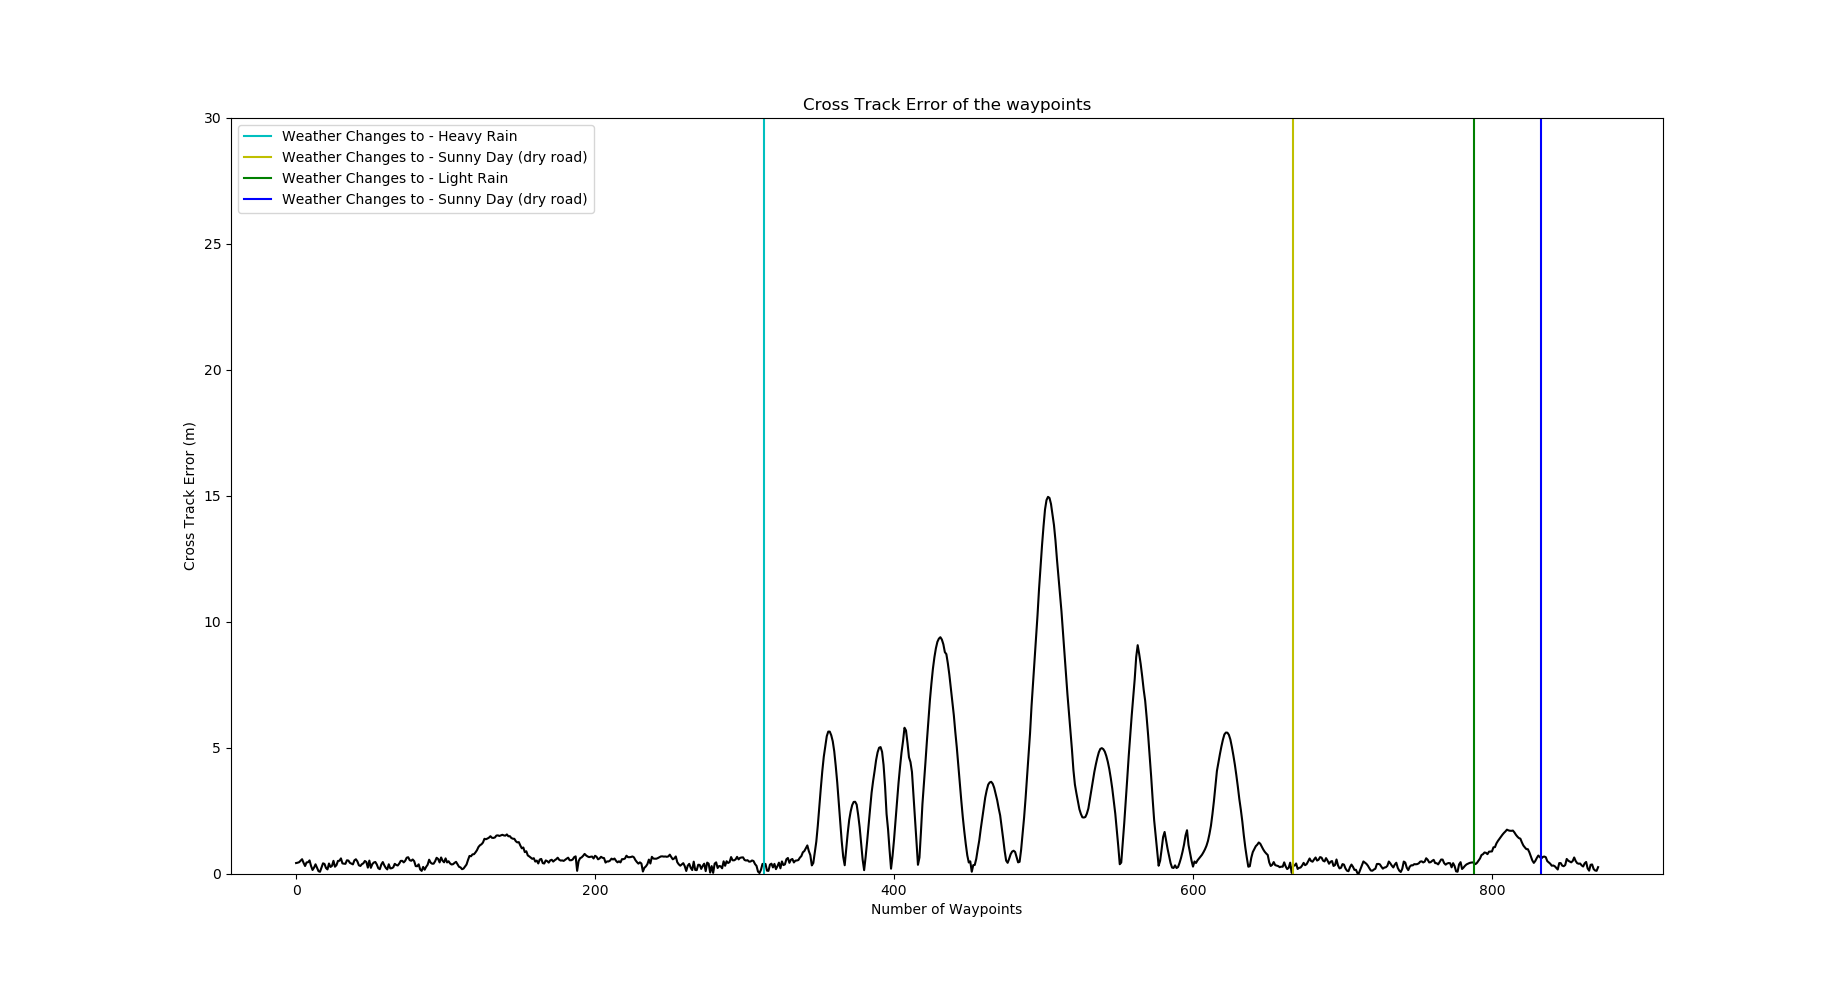 Cross Track Error of the waypoints
Weather Changes to - Heavy Rain
Weather Changes to - Sunny Day (dry road)
Weather Changes to - Light Rain
Weather Changes to - Sunny Day (dry road)
30
25
20
15
10
5
0
Cross Track Error (m)
0 200 400 600 800
Number of Waypoints